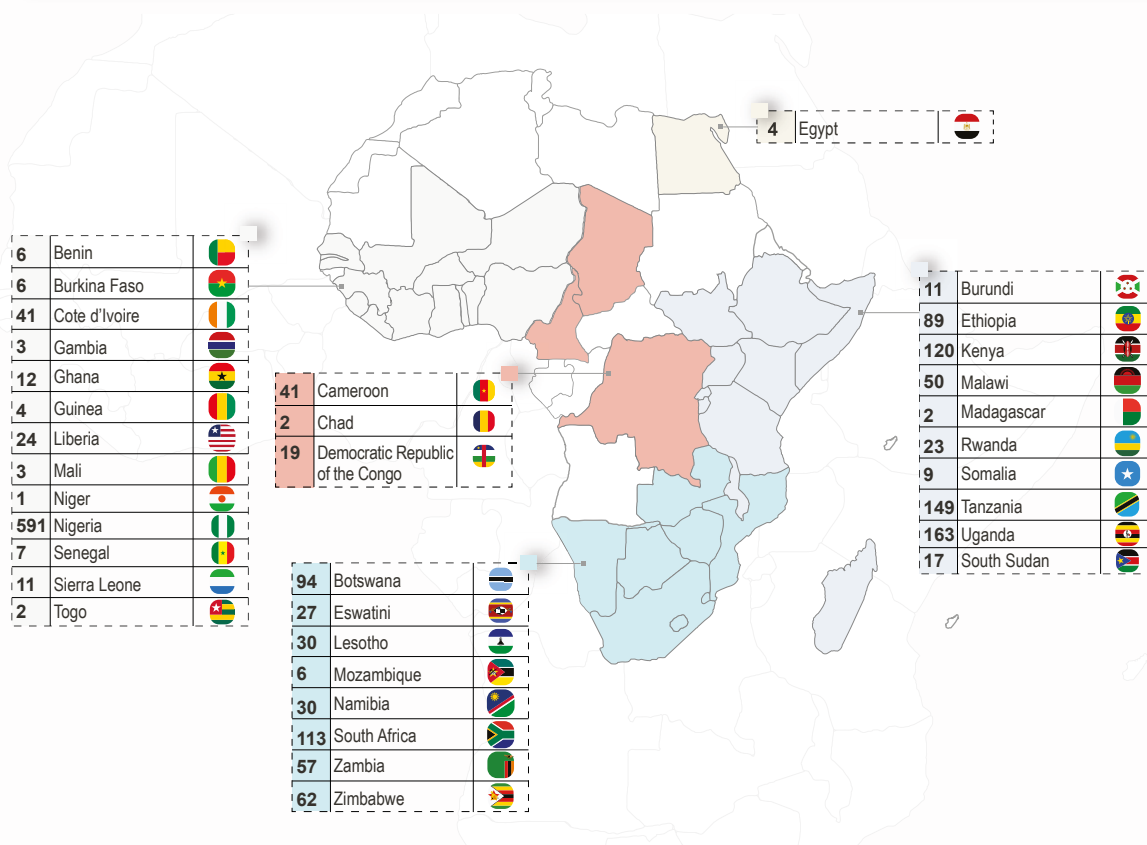 4 Egypt
6 Benin
6 Burkina Faso
41 Cote d’Ivoire
3 Gambia
12 Ghana
4 Guinea
24 Liberia
3 Mali
1 Niger
591 Nigeria
7 Senegal
11 Sierra Leone
2 Togo
41 Cameroon
2 Chad
19 Democratic Republic
of the Congo
94 Botswana
27 Eswatini
30 Lesotho
6 Mozambique
30 Namibia
113 South Africa
57 Zambia
62 Zimbabwe
11 Burundi
89 Ethiopia
120 Kenya
50 Malawi
2 Madagascar
23 Rwanda
9 Somalia
149 Tanzania
163 Uganda
17 South Sudan